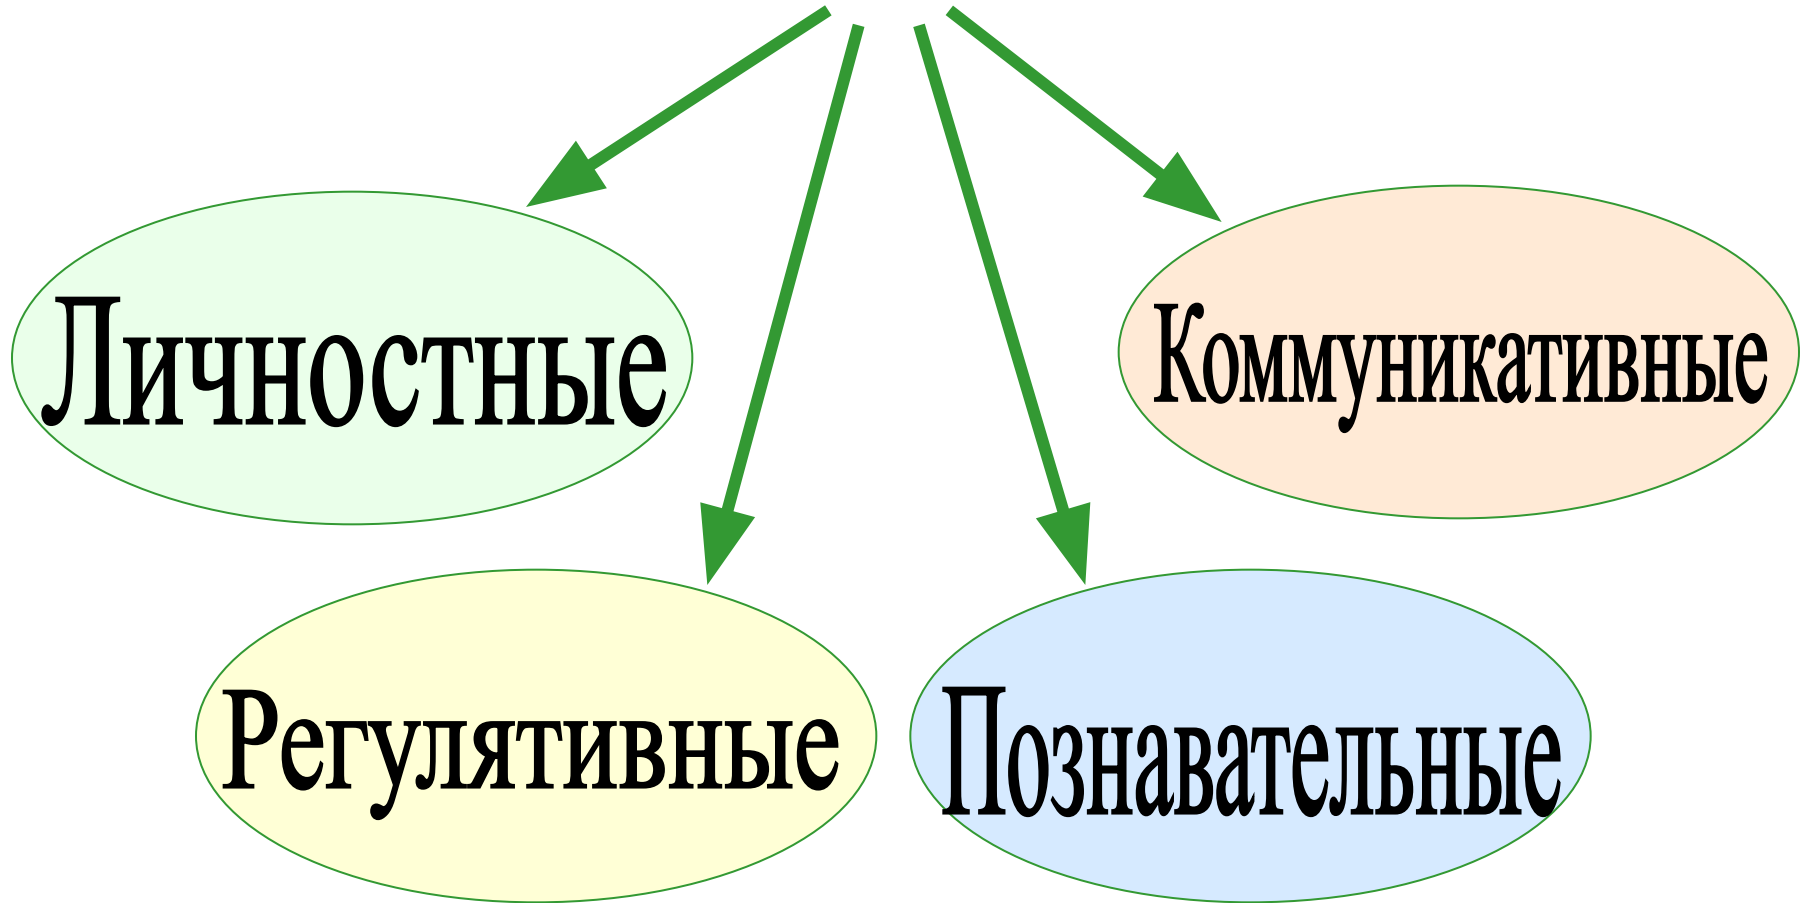 Личностные
Коммуникативные
Регулятивные
Познавательные